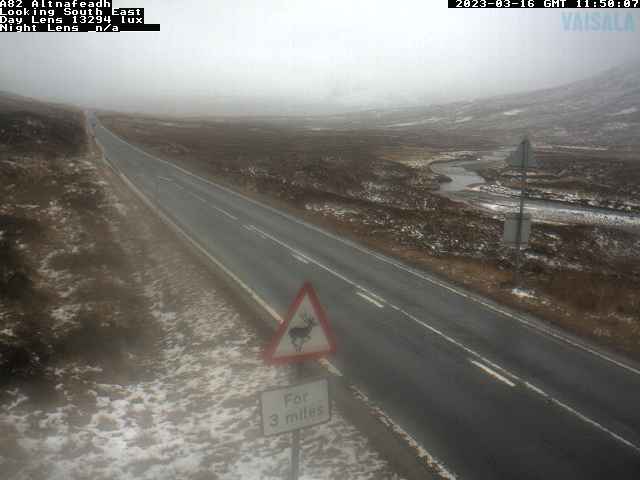 A82 Altnafeadh
Looking South East
Day Lens 13294 lux
Night Lens n/a
2023-03-16 GMT 11:50:07
VAISALA
For
3 miles